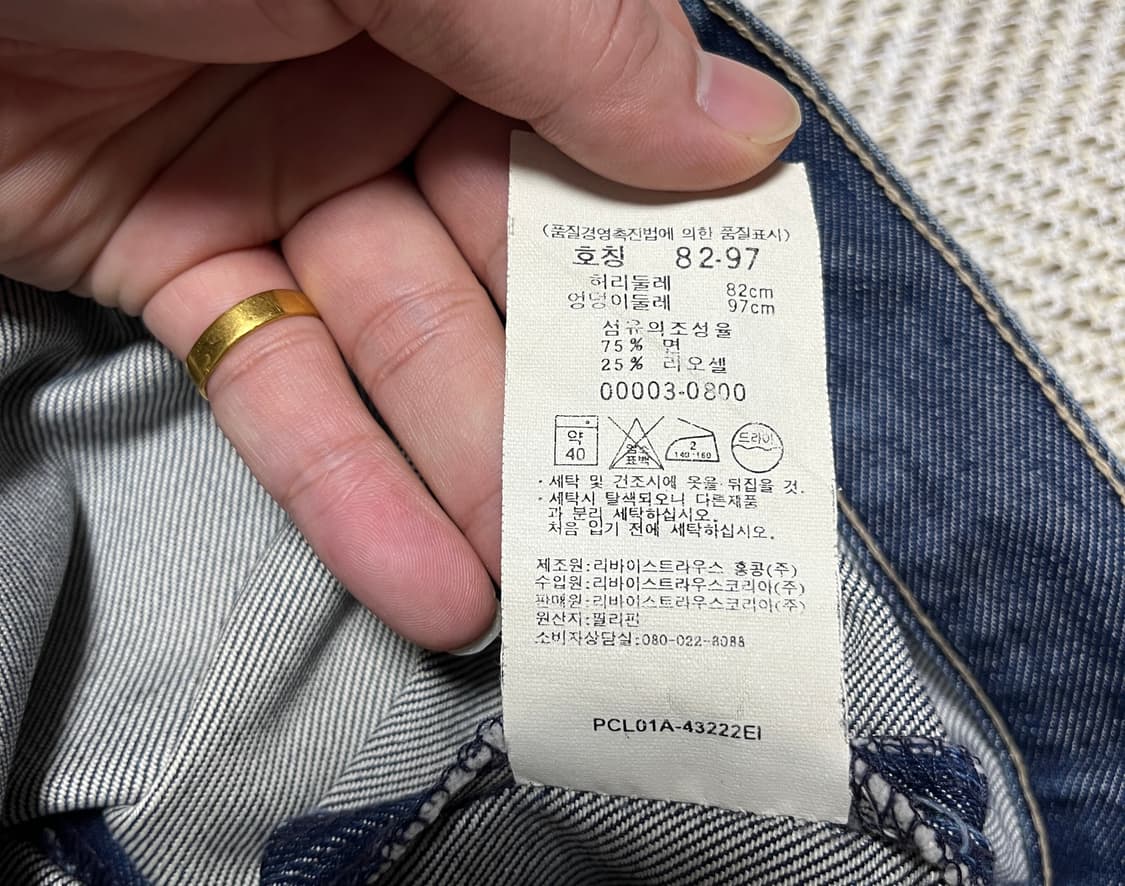 (품질경영촉진법에 의한 품질표시)
호칭 82-97
허리둘레 82cm
엉덩이둘레 97cm
섬유의조성율
75% 면
25% 리오셀
00003-0800
약 40
염소 표백
2 140-160
드라이
· 세탁 및 건조시에 옷을 뒤집을 것.
· 세탁시 탈색되오니 다른제품
과 분리 세탁하십시오.
처음 입기 전에 세탁하십시오.
제조원:리바이스트라우스 홍콩(주)
수입원:리바이스트라우스코리아(주)
판매원:리바이스트라우스코리아(주)
원산지:필리핀
소비자상담실:080-022-8088
PCL01A-43222EI